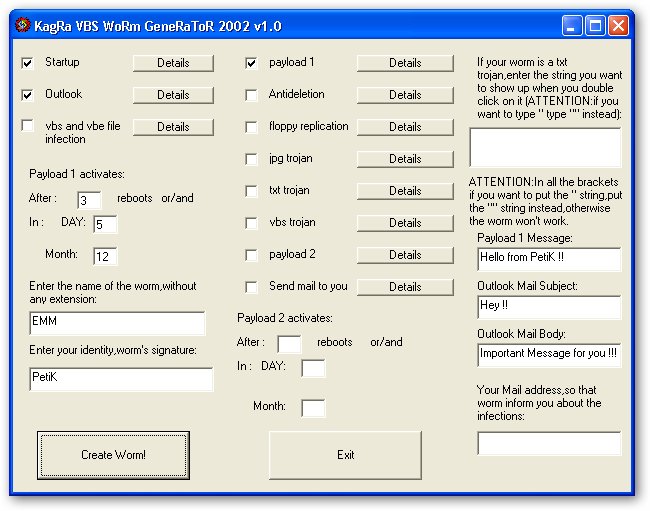 KagRa VBS WoRm GeneRaToR 2002 v1.0
Startup
Details
Outlook
Details
vbs and vbe file
infection
Details
Payload 1 activates:
After : 3 reboots or/and
In : DAY: 5
Month: 12
Enter the name of the worm,without
any extension:
EMM
Enter your identity,worm's signature:
PetiK
Create Worm!
payload 1
Details
Antideletion
Details
floppy replication
Details
jpg trojan
Details
txt trojan
Details
vbs trojan
Details
payload 2
Details
Send mail to you
Details
Payload 2 activates:
After : reboots or/and
In : DAY:
Month:
Exit
If your worm is a txt
trojan,enter the string you want
to show up when you double
click on it (ATTENTION:if you
want to type " type "" instead):
ATTENTION:In all the brackets
if you want to put the " string,put
the "" string instead,otherwise
the worm won't work.
Payload 1 Message:
Hello from PetiK !!
Outlook Mail Subject:
Hey !!
Outlook Mail Body:
Important Message for you !!!
Your Mail address,so that
worm inform you about the
infections: